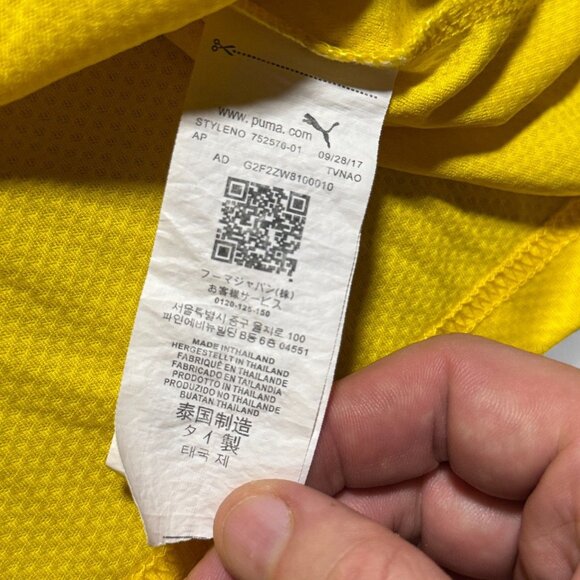 www.puma.com
STYLENO 752576-01 09/28/17
AP TVNAO
AD G2F2ZW8100010
プーマジャパン(株)
お客様サービス
0120-125-150
서울특별시 중구 을지로 100
파인에비뉴빌딩 B동 6층 04551
MADE IN THAILAND
HERGESTELLT IN THAILAND
FABRIQUÉ EN THAILANDE
FABRICADO EN TAILANDIA
PRODOTTO IN THAILAND
PRODUZIDO NO THAILANDE
BUATAN THAILAND
泰国制造
タイ製
태국 제